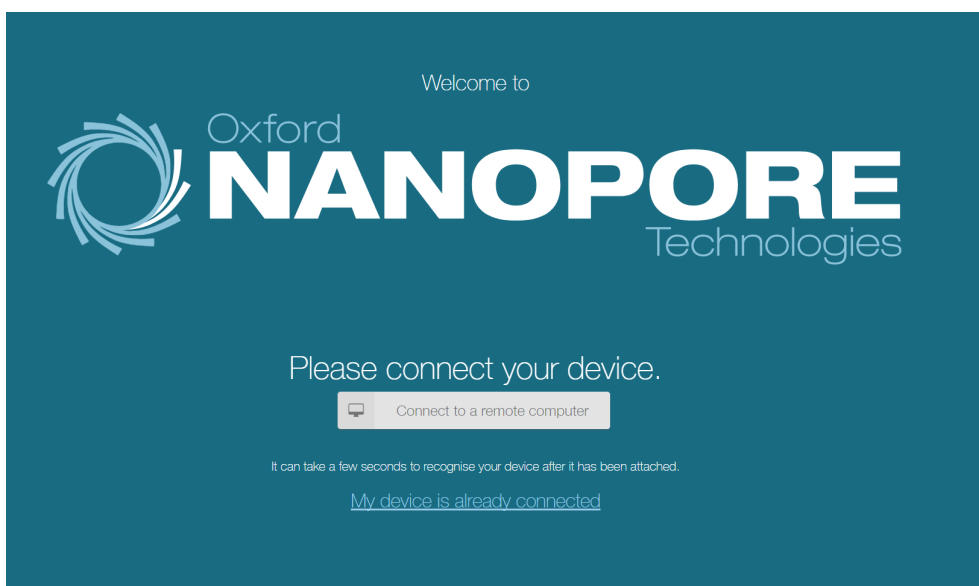 Welcome to
Oxford
NANOPORE
Technologies
Please connect your device.
Connect to a remote computer
It can take a few seconds to recognise your device after it has been attached.
My device is already connected